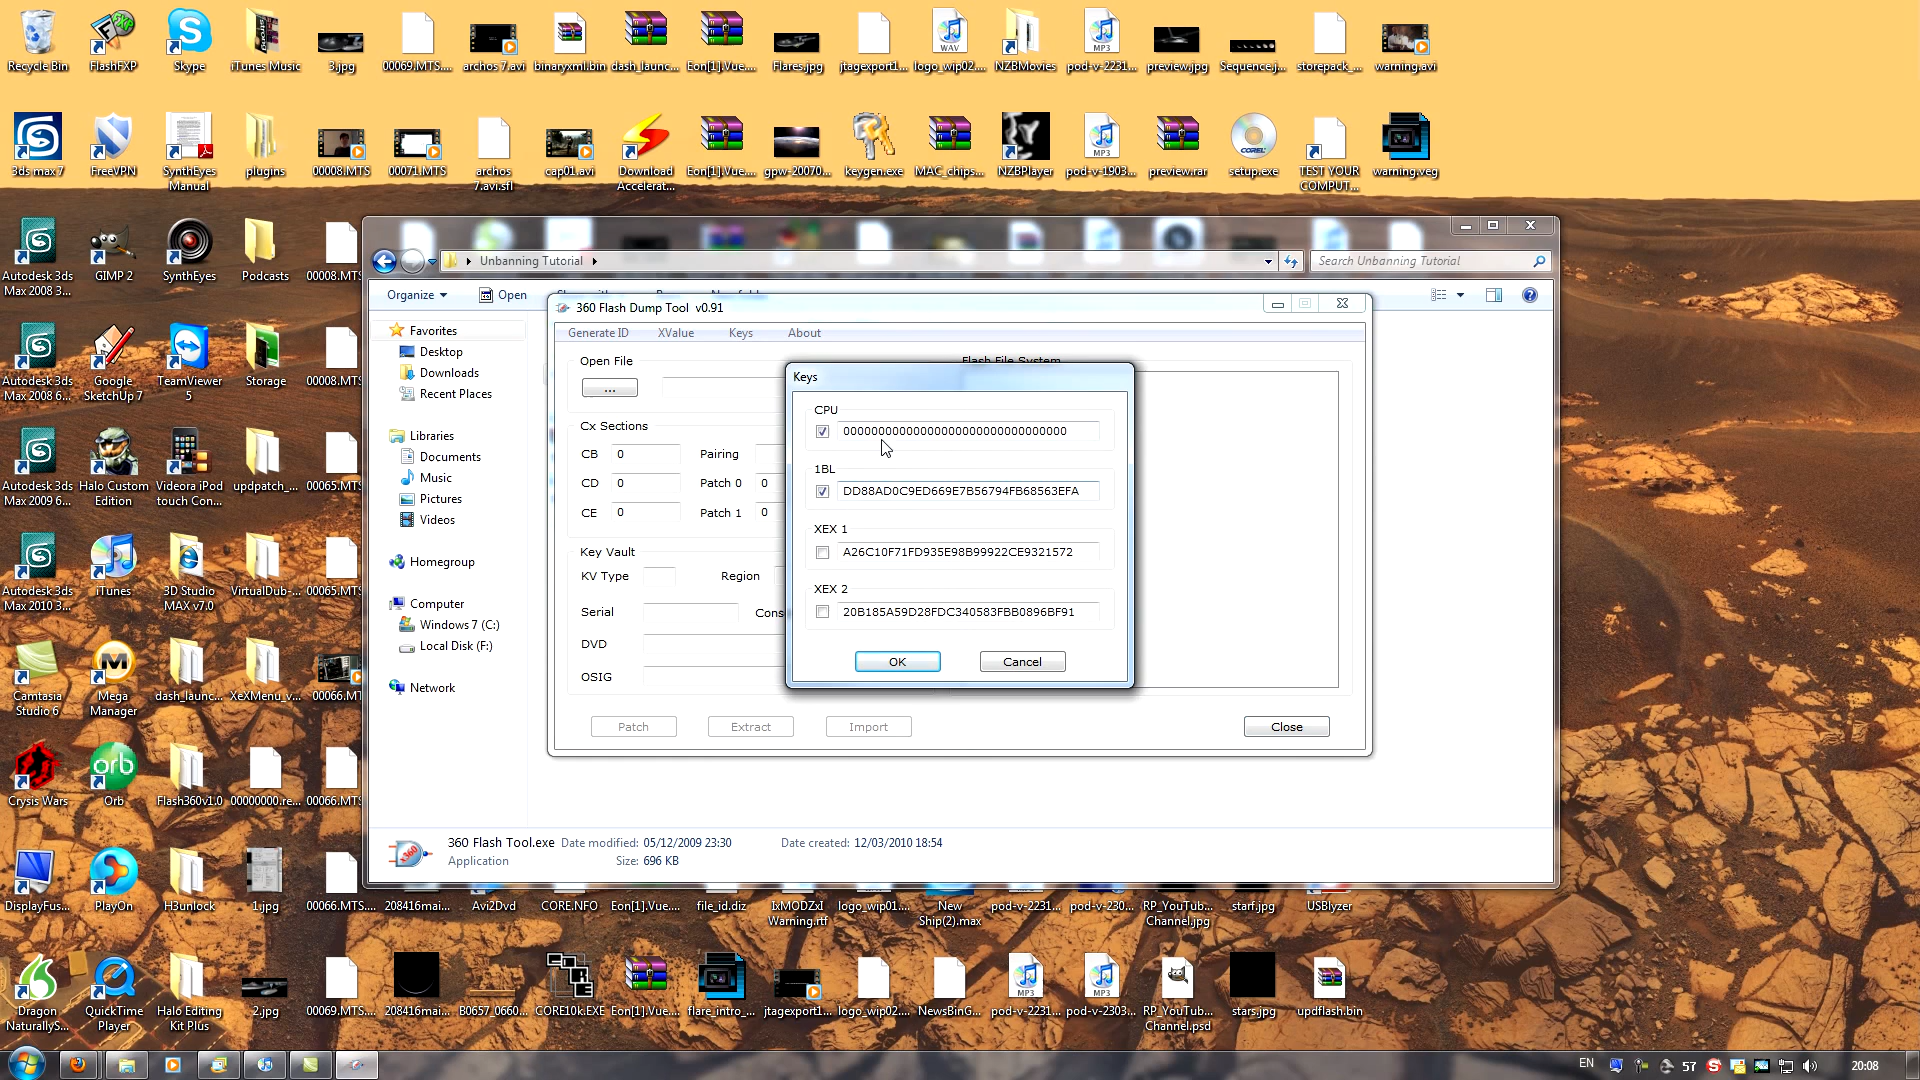 Recycle Bin
FlashFXP
Skype
iTunes Music
3.jpg
00069.MTS....
archos 7.avi
binaryxml.bin
dash_launc...
Eon[1].Vue....
Flares.jpg
jtagexport1...
logo_wip02....
NZBMovies
pod-v-2231...
preview.jpg
Sequence.j...
storepack_...
warning.avi
3ds max 7
FreeVPN
SynthEyes Manual
plugins
00008.MTS
00071.MTS
archos 7.avi.sfl
cap01.avi
Download Accelerat...
Eon[1].Vue....
gpw-20070...
keygen.exe
MAC_chips...
NZBPlayer
pod-v-1903...
preview.rar
setup.exe
TEST YOUR COMPUT...
warning.veg
Autodesk 3ds Max 2008 3...
GIMP 2
SynthEyes
Podcasts
00008.MTS
Autodesk 3ds Max 2008 6...
Google SketchUp 7
TeamViewer 5
Storage
00008.MTS
Autodesk 3ds Max 2009 6...
Halo Custom Edition
Videora iPod touch Con...
updpatch_...
00065.MTS
Autodesk 3ds Max 2010 3...
iTunes
3D Studio MAX v7.0
VirtualDub-...
00065.MTS
Camtasia Studio 6
Mega Manager
dash_launc...
XeXMenu_v...
00066.MT
Crysis Wars
Orb
Flash360v1.0
00000000.re...
00066.MTS
DisplayFus...
PlayOn
H3unlock
1.jpg
00066.MTS....
208416mai...
Avi2Dvd
CORE.NFO
Eon[1].Vue....
file_id.diz
IxMODZxI Warning.rtf
logo_wip01....
New Ship(2).max
pod-v-2231...
pod-v-230...
RP_YouTub... Channel.jpg
starf.jpg
USBlyzer
Dragon NaturallyS...
QuickTime Player
Halo Editing Kit Plus
2.jpg
00069.MTS....
208416mai...
B0657_0660...
CORE10k.EXE
Eon[1].Vue....
flare_intro_...
jtagexport1...
logo_wip02....
NewsBinG...
pod-v-2231...
pod-v-2303...
RP_YouTub... Channel.psd
stars.jpg
updflash.bin
Unbanning Tutorial
Search Unbanning Tutorial
Organize
Open
Favorites
Desktop
Downloads
Recent Places
Libraries
Documents
Music
Pictures
Videos
Homegroup
Computer
Windows 7 (C:)
Local Disk (F:)
Network
360 Flash Dump Tool v0.91
Generate ID XValue Keys About
Open File
...
Flash File System
Cx Sections
CB 0 Pairing
CD 0 Patch 0 0
CE 0 Patch 1 0
Key Vault
KV Type Region
Serial Cons
DVD
OSIG
Patch Extract Import Close
Keys
CPU
00000000000000000000000000000000
1BL
DD88AD0C9ED669E7B56794FB68563EFA
XEX 1
A26C10F71FD935E98B99922CE9321572
XEX 2
20B185A59D28FDC340583FBB0896BF91
OK Cancel
360 Flash Tool.exe Date modified: 05/12/2009 23:30 Date created: 12/03/2010 18:54
Application Size: 696 KB
EN 57 20:08